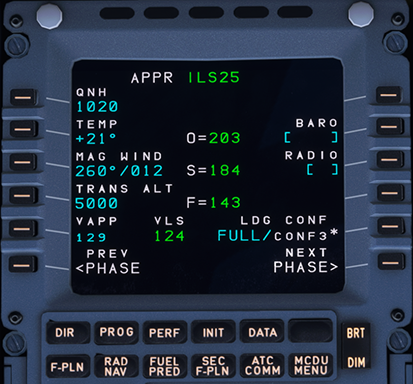 APPR ILS25
QNH
1020
TEMP BARO
+21° O=203 [ ]
MAG WIND RADIO
260°/012 S=184 [ ]
TRANS ALT
5000 F=143
VAPP VLS LDG CONF
129 124 FULL/CONF3*
PREV NEXT
<PHASE PHASE>
DIR PROG PERF INIT DATA BRT
F-PLN RAD NAV FUEL PRED SEC F-PLN ATC COMM MCDU MENU DIM